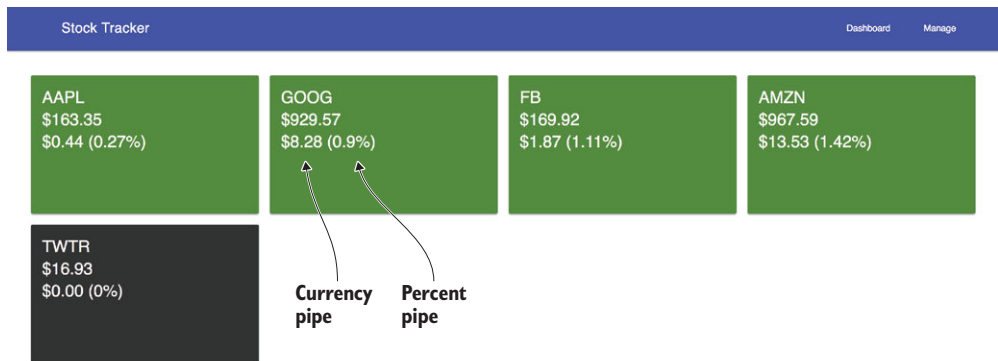 Stock Tracker
Dashboard
Manage
AAPL
$163.35
$0.44 (0.27%)
GOOG
$929.57
$8.28 (0.9%)
FB
$169.92
$1.87 (1.11%)
AMZN
$967.59
$13.53 (1.42%)
TWTR
$16.93
$0.00 (0%)
Currency
pipe
Percent
pipe